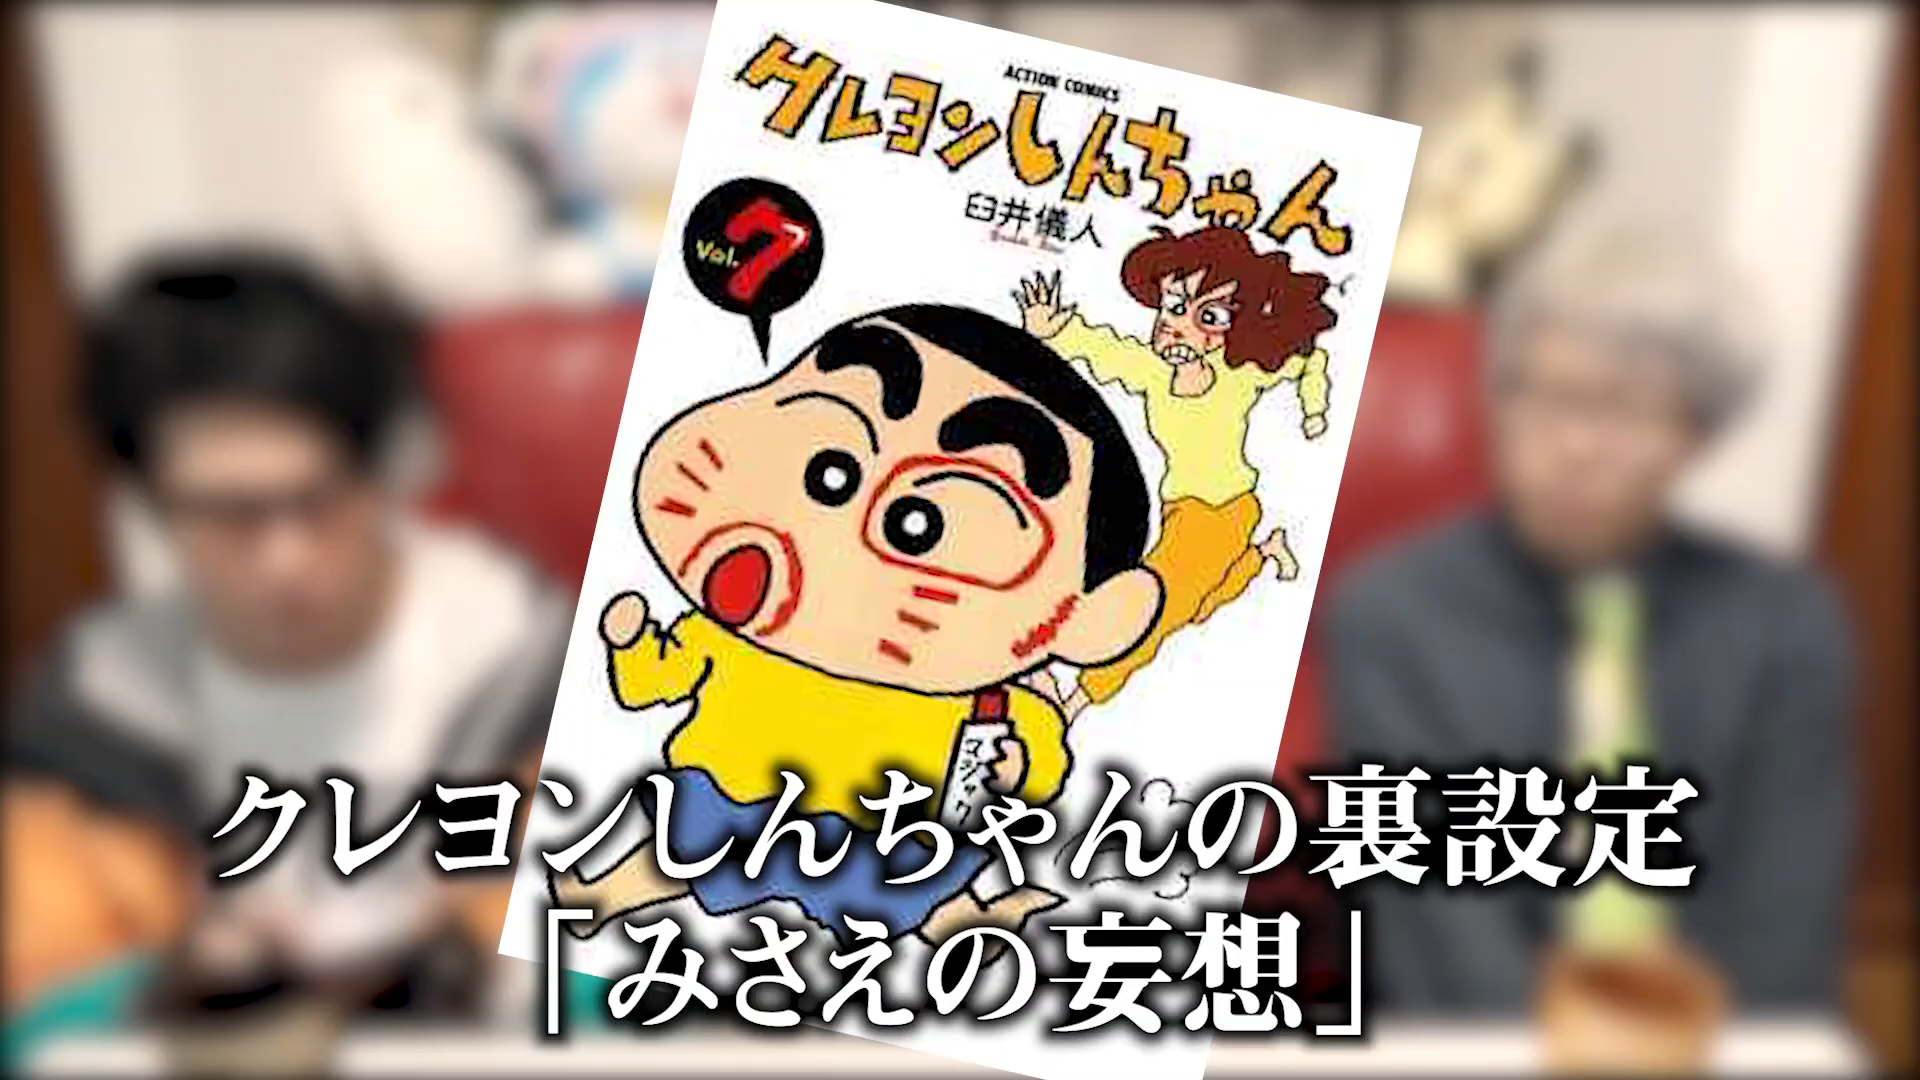 ACTION COMICS
クレヨンしんちゃん
臼井儀人
Vol.7
クレヨンしんちゃんの裏設定
「みさえの妄想」